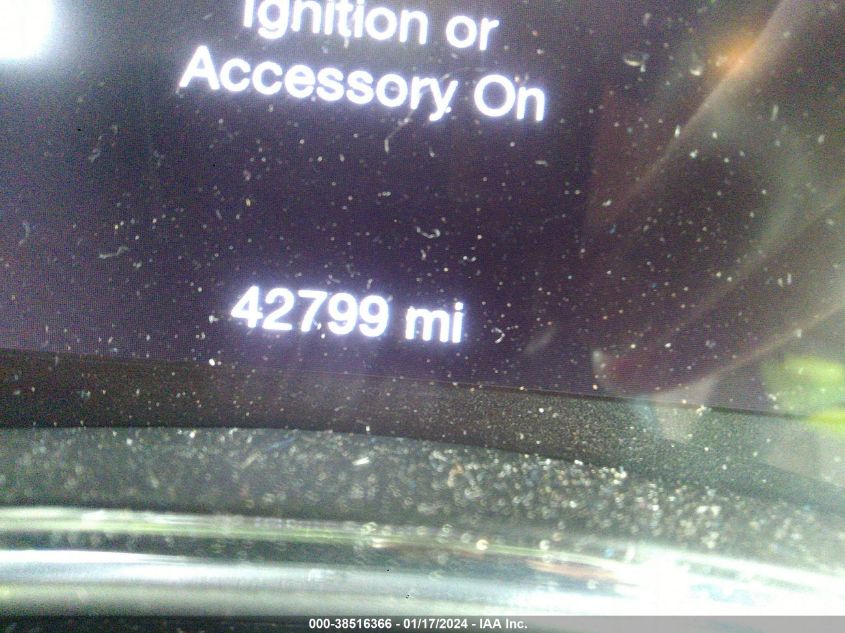 Ignition or
Accessory On
42799 mi
000-38516366 - 01/17/2024 - IAA Inc.